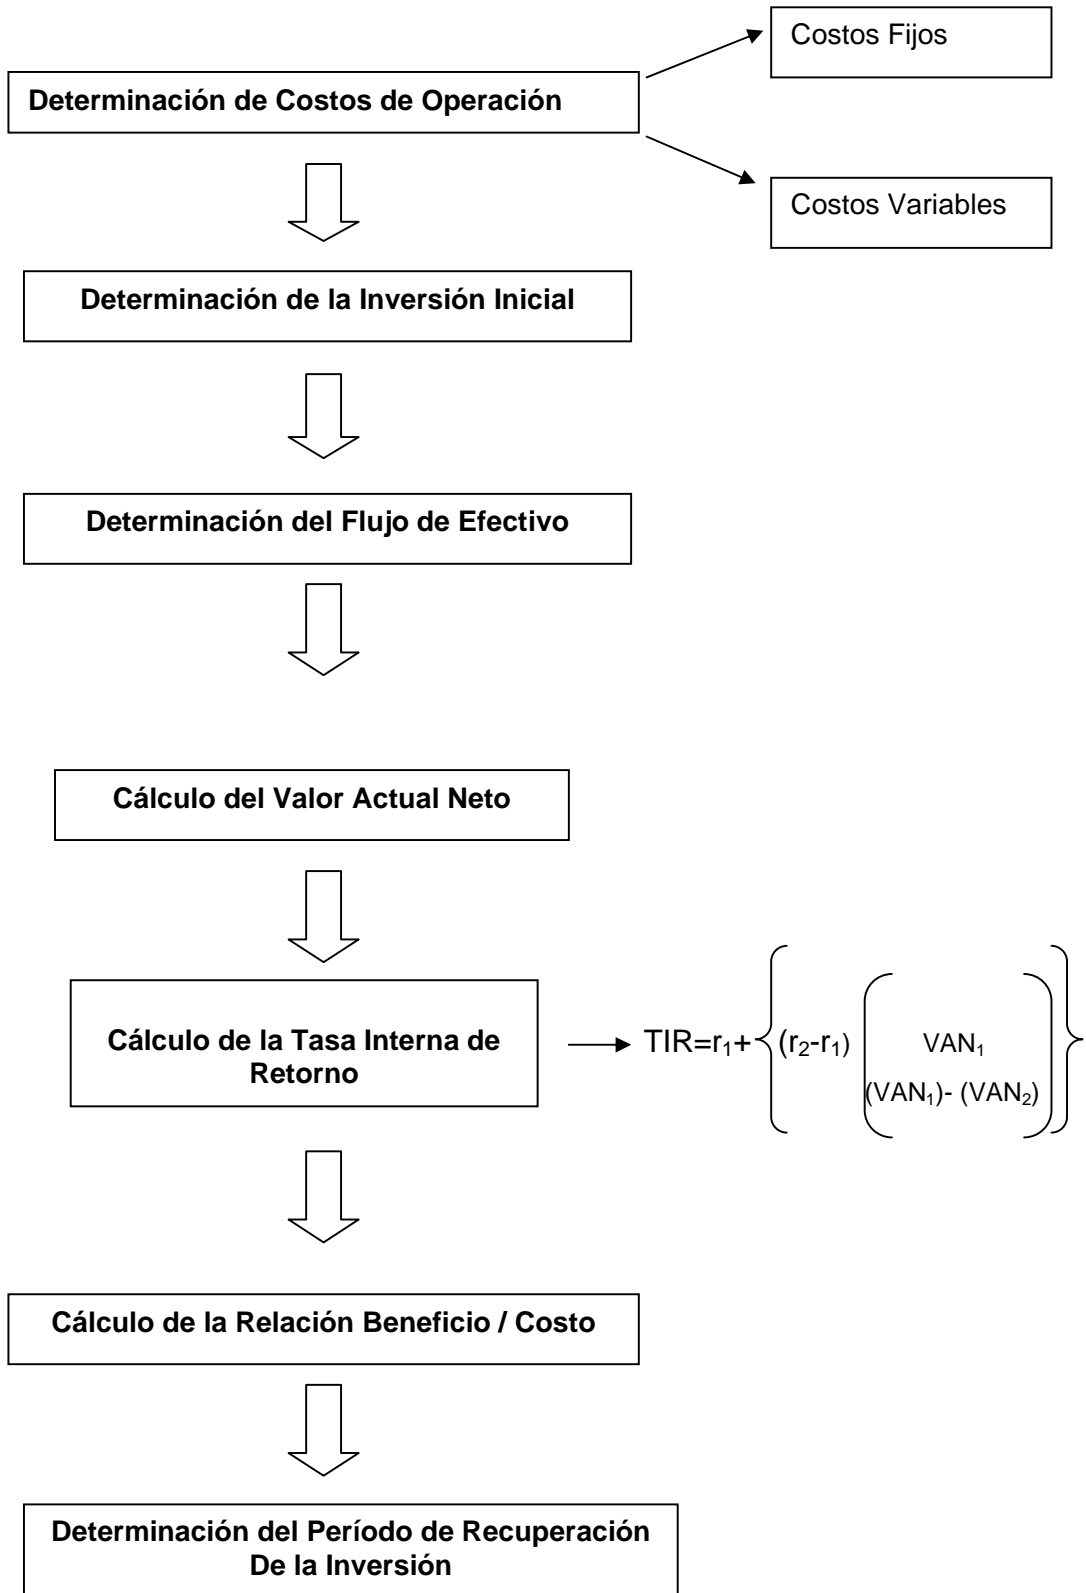 Costos Fijos
Determinación de Costos de Operación
Costos Variables
Determinación de la Inversión Inicial
Determinación del Flujo de Efectivo
Cálculo del Valor Actual Neto
Cálculo de la Tasa Interna de
Retorno
TIR=r₁+{(r₂-r₁) ( VAN₁
(VAN₁)- (VAN₂) )}
Cálculo de la Relación Beneficio / Costo
Determinación del Período de Recuperación
De la Inversión